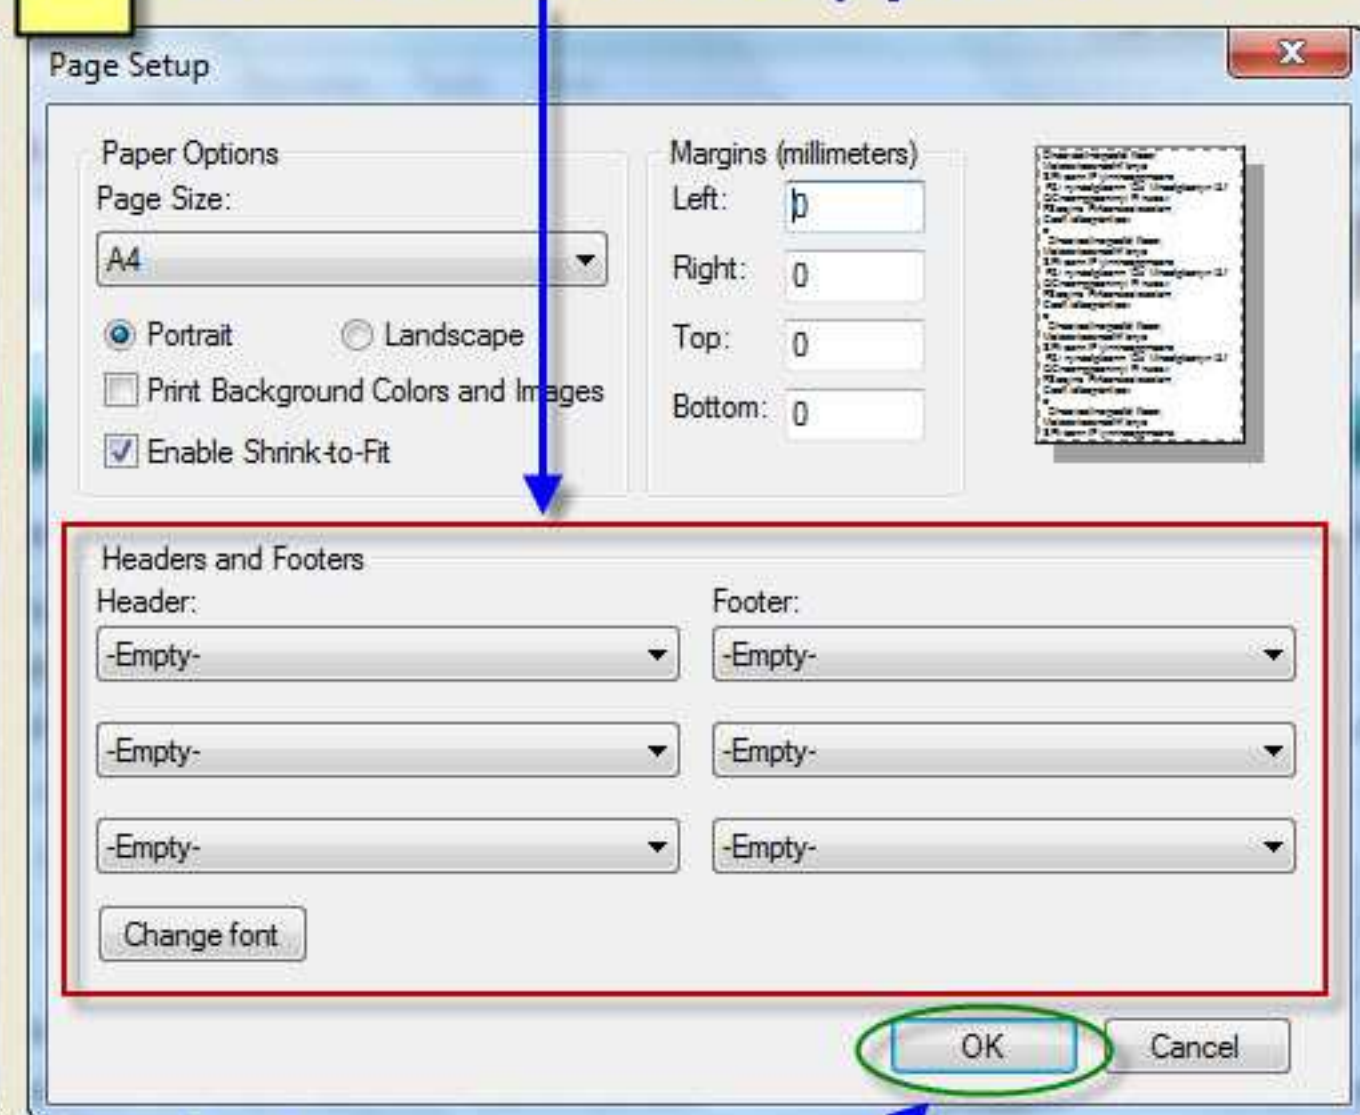 Page Setup
Paper Options
Page Size:
A4
Portrait Landscape
Print Background Colors and Images
Enable Shrink-to-Fit
Margins (millimeters)
Left: 0
Right: 0
Top: 0
Bottom: 0
Headers and Footers
Header: Footer:
-Empty- -Empty-
-Empty- -Empty-
-Empty- -Empty-
Change font
OK Cancel